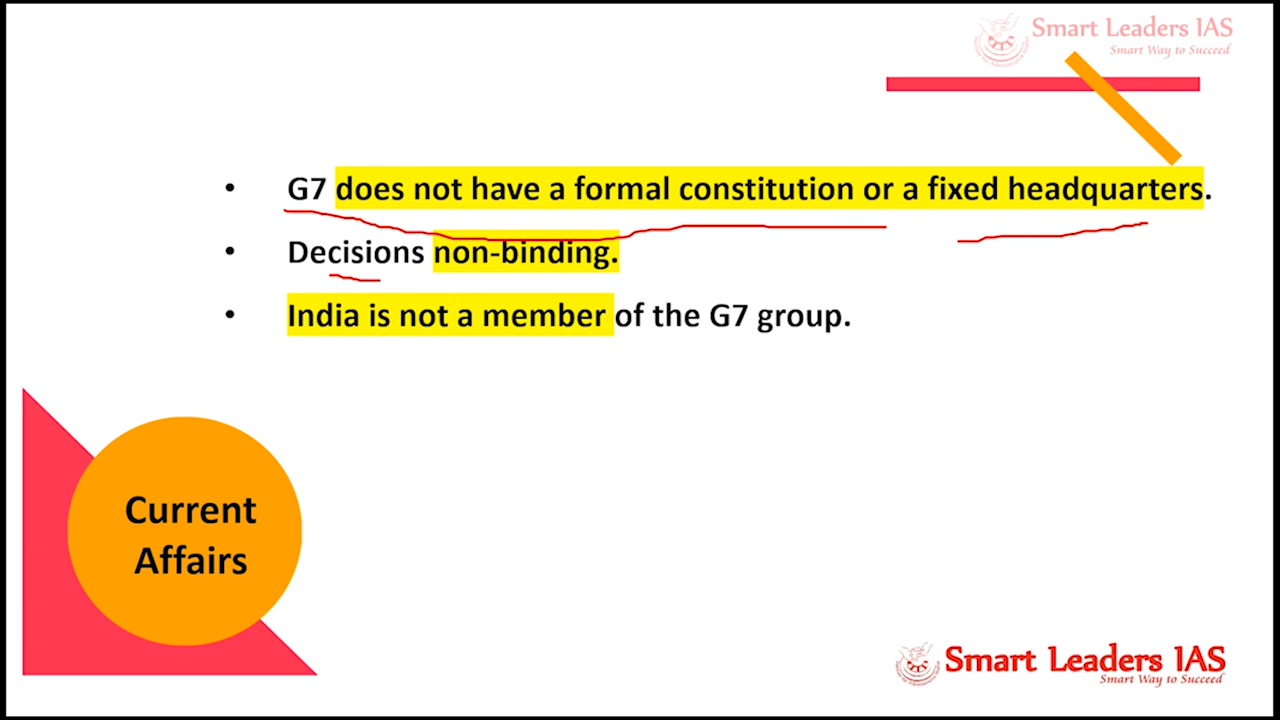 Smart Leaders IAS
Smart Way to Succeed
• G7 does not have a formal constitution or a fixed headquarters.
• Decisions non-binding.
• India is not a member of the G7 group.
Current
Affairs
Smart Leaders IAS
Smart Way to Succeed